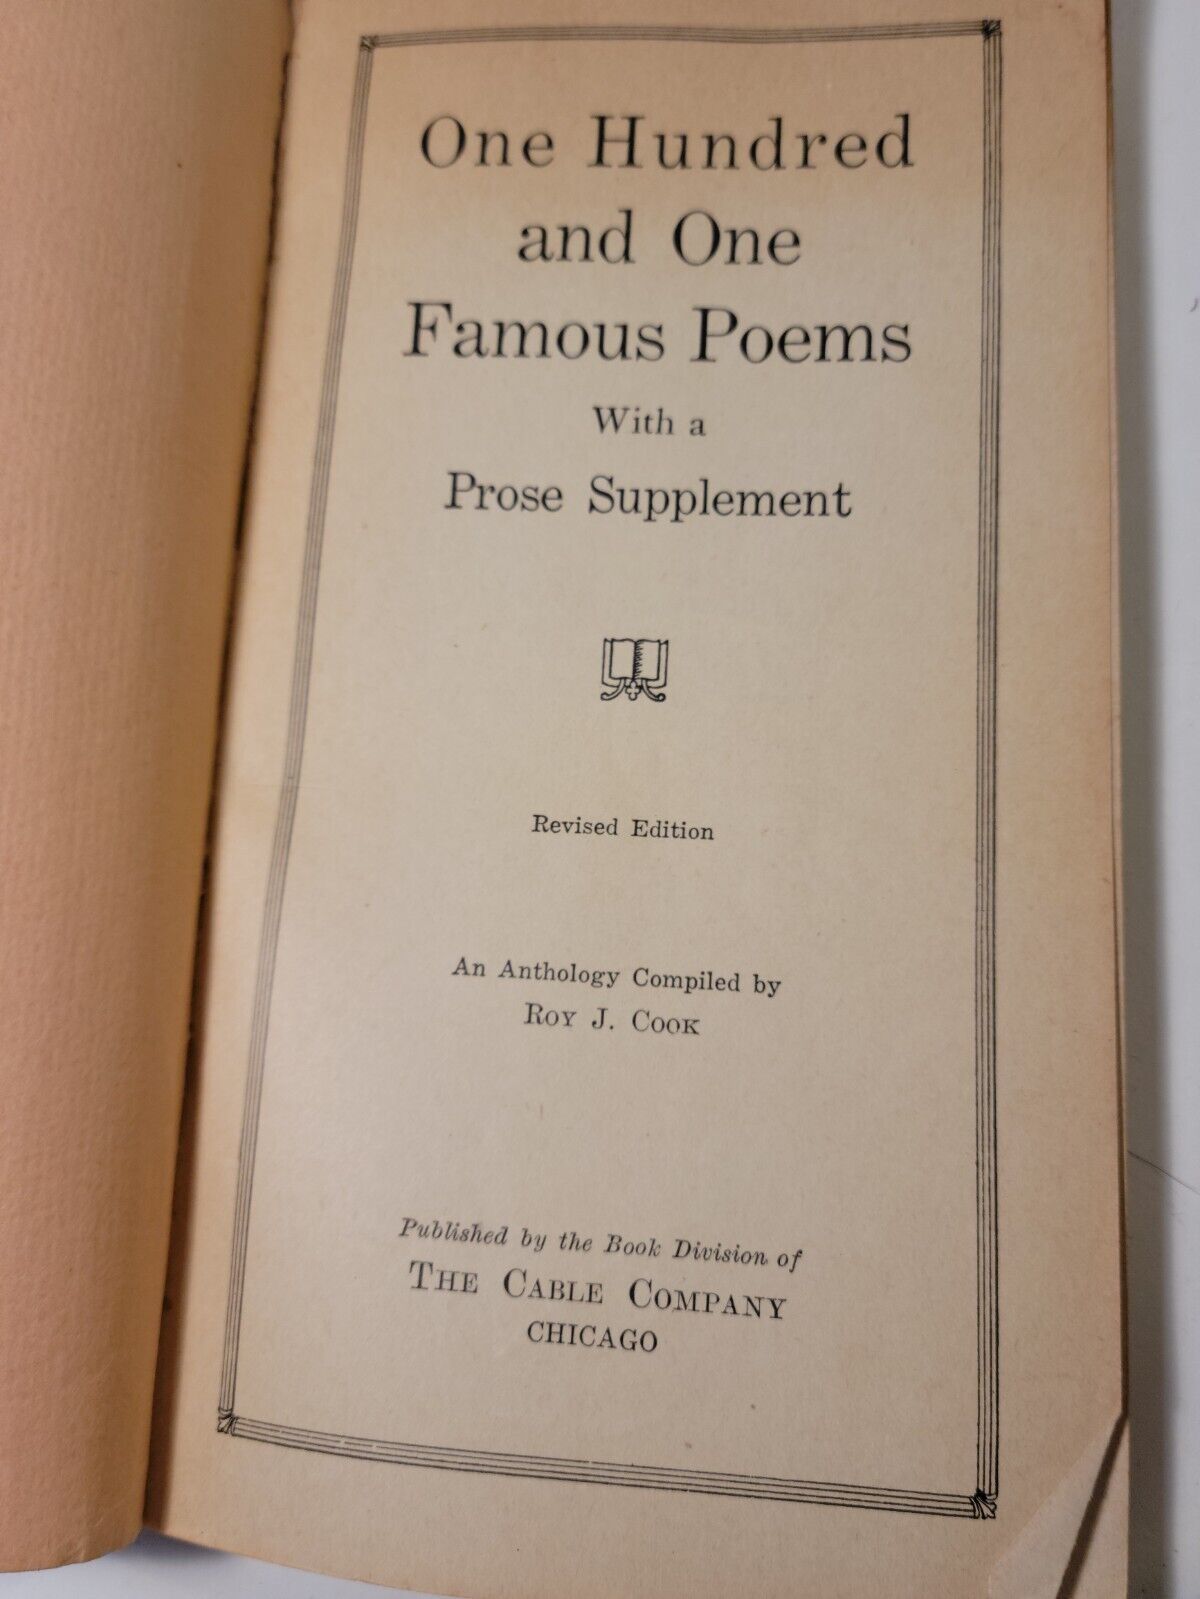 One Hundred
and One
Famous Poems
With a
Prose Supplement
Revised Edition
An Anthology Compiled by
ROY J. COOK
Published by the Book Division of
THE CABLE COMPANY
CHICAGO